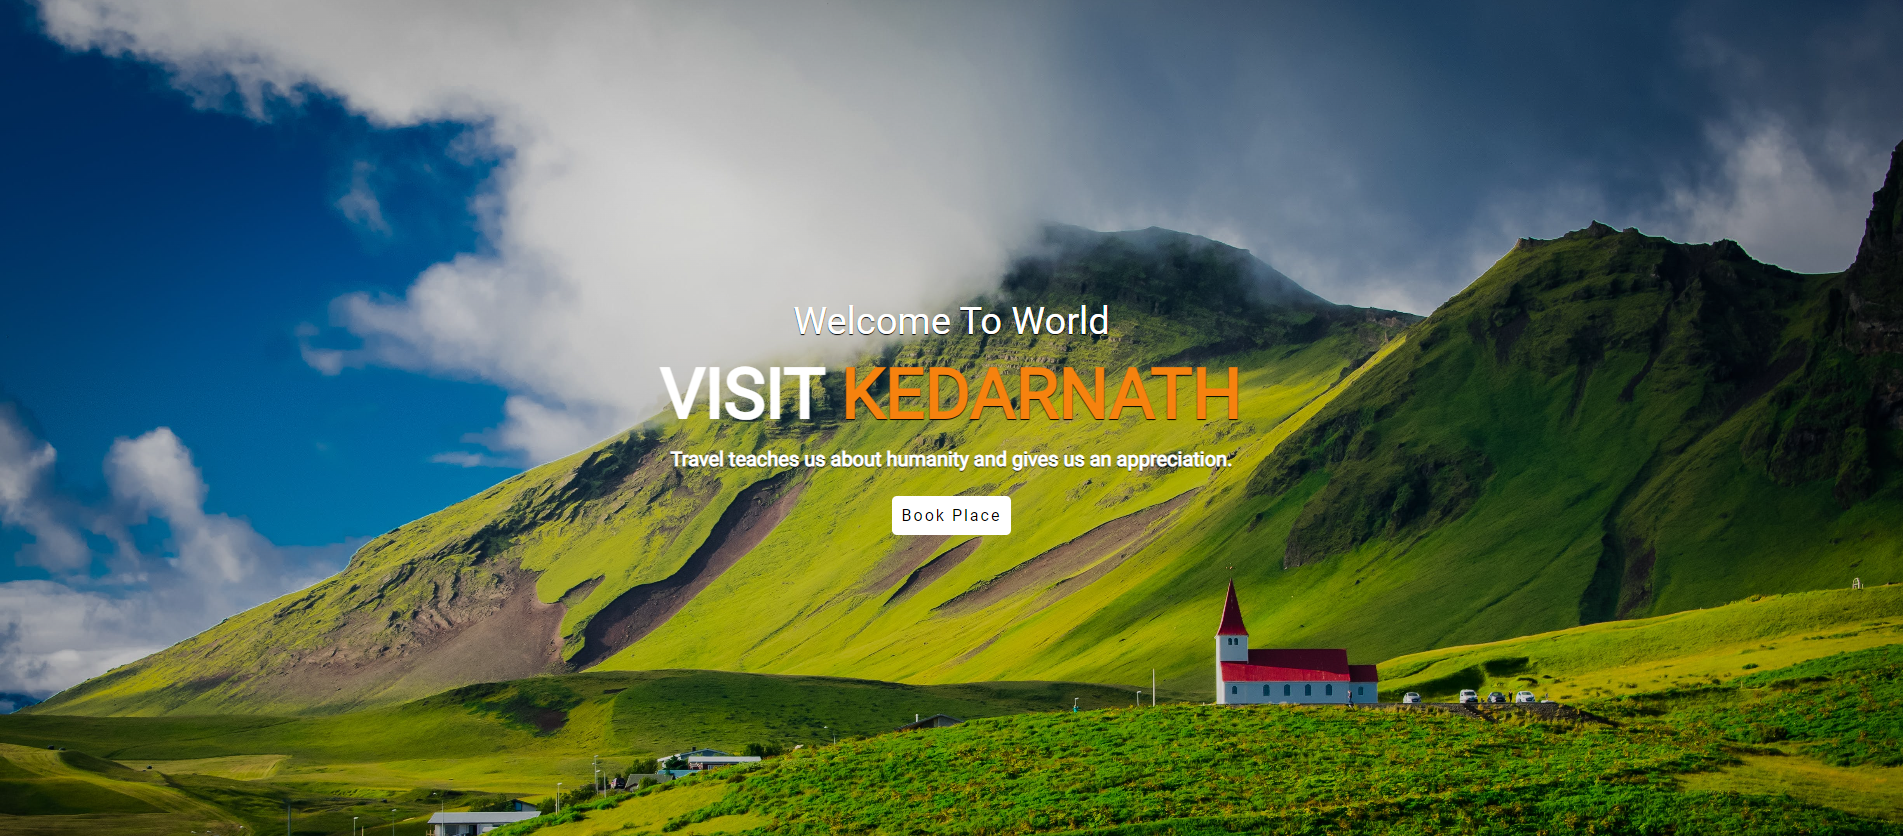 Welcome To World
VISIT KEDARNATH
Travel teaches us about humanity and gives us an appreciation.
Book Place